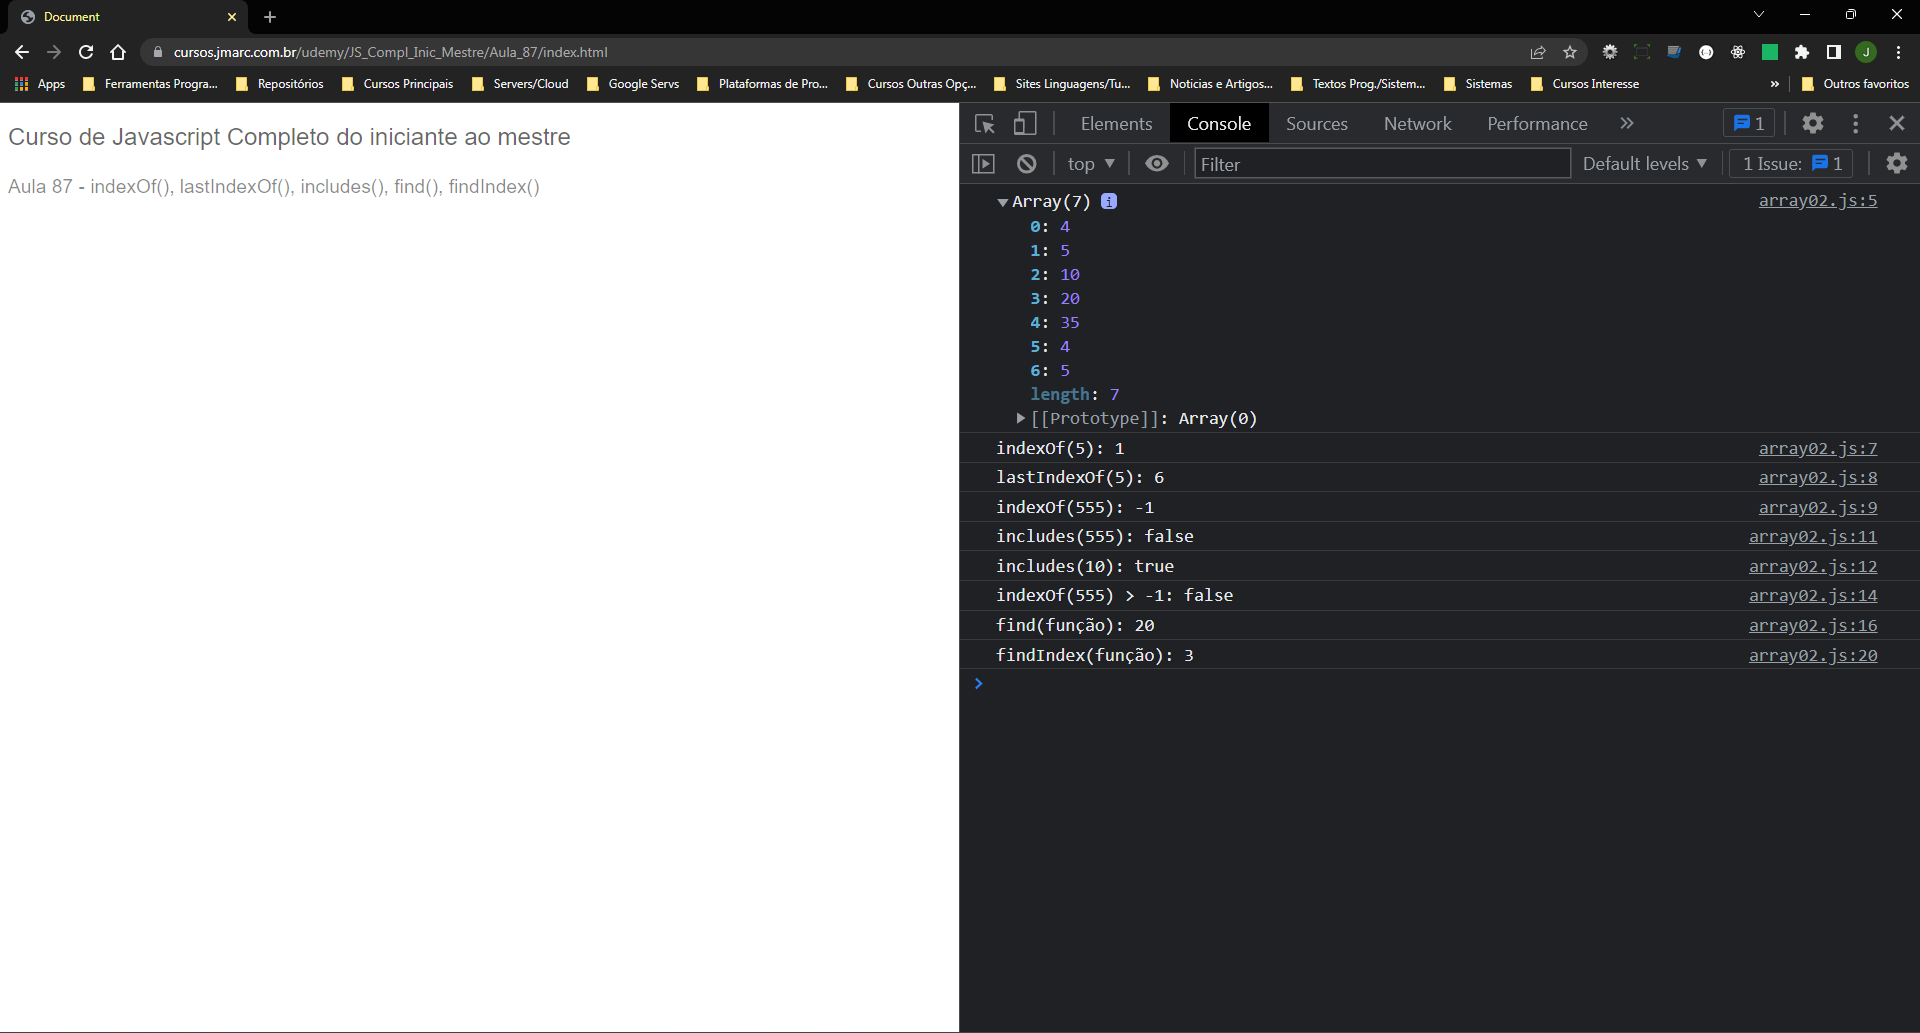 Document
cursos.jmarc.com.br/udemy/JS_Compl_Inic_Mestre/Aula_87/index.html
J
Apps Ferramentas Progra... Repositórios Cursos Principais Servers/Cloud Google Servs Plataformas de Pro... Cursos Outras Opç... Sites Linguagens/Tu... Noticias e Artigos... Textos Prog./Sistem... Sistemas Cursos Interesse » Outros favoritos
Curso de Javascript Completo do iniciante ao mestre
Aula 87 - indexOf(), lastIndexOf(), includes(), find(), findIndex()
Elements Console Sources Network Performance » 1
top Filter Default levels 1 Issue: 1
Array(7) i array02.js:5
0: 4
1: 5
2: 10
3: 20
4: 35
5: 4
6: 5
length: 7
[[Prototype]]: Array(0)
indexOf(5): 1 array02.js:7
lastIndexOf(5): 6 array02.js:8
indexOf(555): -1 array02.js:9
includes(555): false array02.js:11
includes(10): true array02.js:12
indexOf(555) > -1: false array02.js:14
find(função): 20 array02.js:16
findIndex(função): 3 array02.js:20